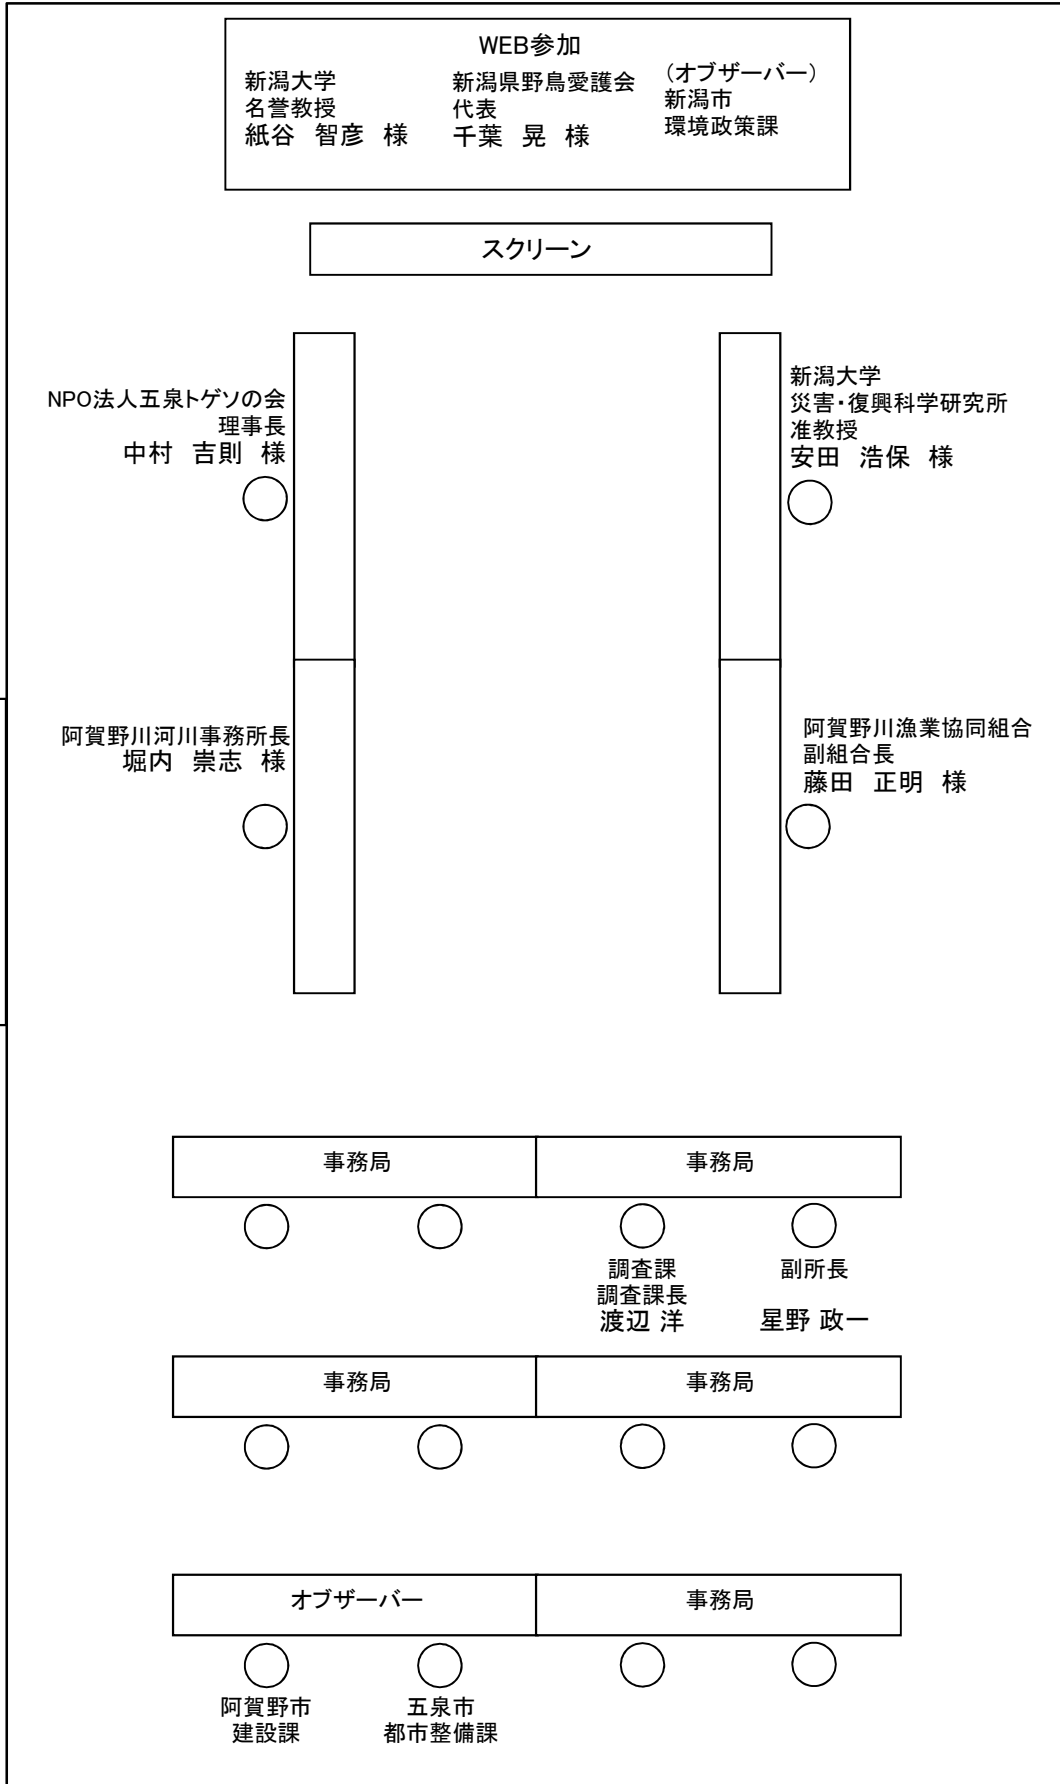 WEB参加
新潟大学
名誉教授
紙谷　智彦　様
新潟県野鳥愛護会
代表
千葉　晃　様
（オブザーバー）
新潟市
環境政策課
スクリーン
NPO法人五泉トゲソの会
理事長
中村　吉則　様
新潟大学
災害・復興科学研究所
准教授
安田　浩保　様
阿賀野川河川事務所長
堀内　崇志　様
阿賀野川漁業協同組合
副組合長
藤田　正明　様
事務局
事務局
調査課
調査課長
渡辺 洋
副所長
星野 政一
事務局
事務局
オブザーバー
事務局
阿賀野市
建設課
五泉市
都市整備課